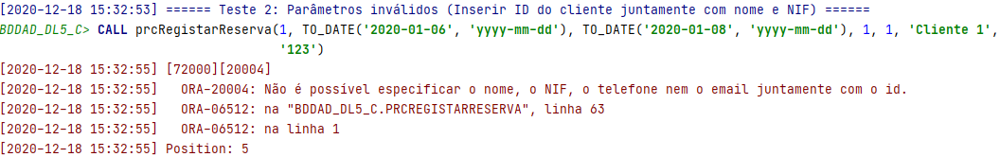 [2020-12-18 15:32:53] ====== Teste 2: Parâmetros inválidos (Inserir ID do cliente juntamente com nome e NIF) ======
BDDAD_DL5_C> CALL prcRegistarReserva(1, TO_DATE('2020-01-06', 'yyyy-mm-dd'), TO_DATE('2020-01-08', 'yyyy-mm-dd'), 1, 1, 'Cliente 1',
'123')
[2020-12-18 15:32:55] [72000][20004]
[2020-12-18 15:32:55] ORA-20004: Não é possível especificar o nome, o NIF, o telefone nem o email juntamente com o id.
[2020-12-18 15:32:55] ORA-06512: na "BDDAD_DL5_C.PRCREGISTARRESERVA", linha 63
[2020-12-18 15:32:55] ORA-06512: na linha 1
[2020-12-18 15:32:55] Position: 5